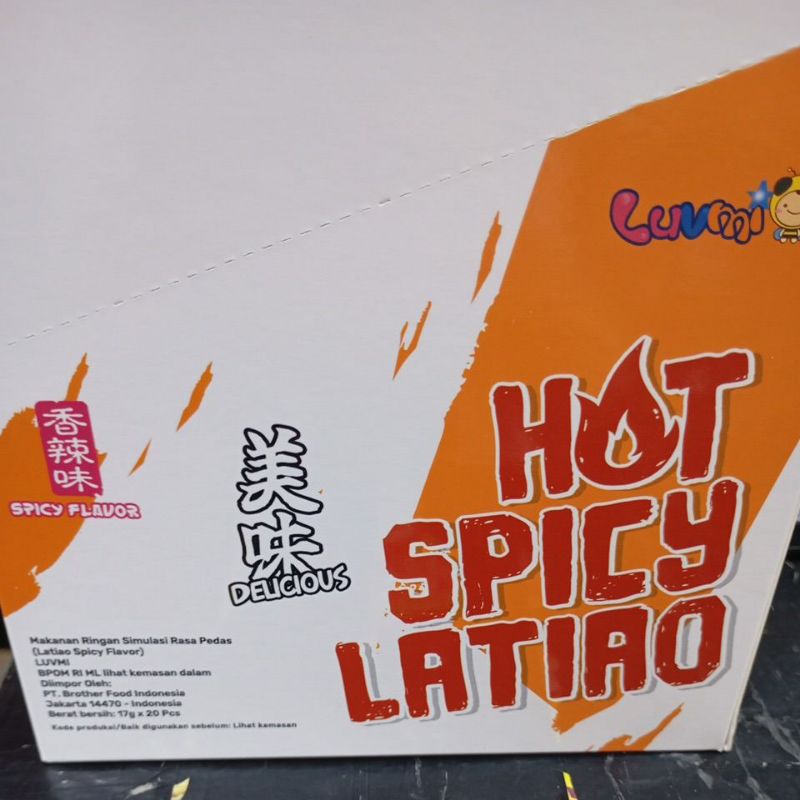 Luvmi
HOT
SPICY
LATIAO
香辣味
SPICY FLAVOR
美味
DELICIOUS
Makanan Ringan Simulasi Rasa Pedas
(Latiao Spicy Flavor)
LUVMI
BPOM RI ML lihat kemasan dalam
Diimpor Oleh:
PT. Brother Food Indonesia
Jakarta 14470 - Indonesia
Berat bersih: 17g x 20 Pcs
Kode produksi/Baik digunakan sebelum: Lihat kemasan